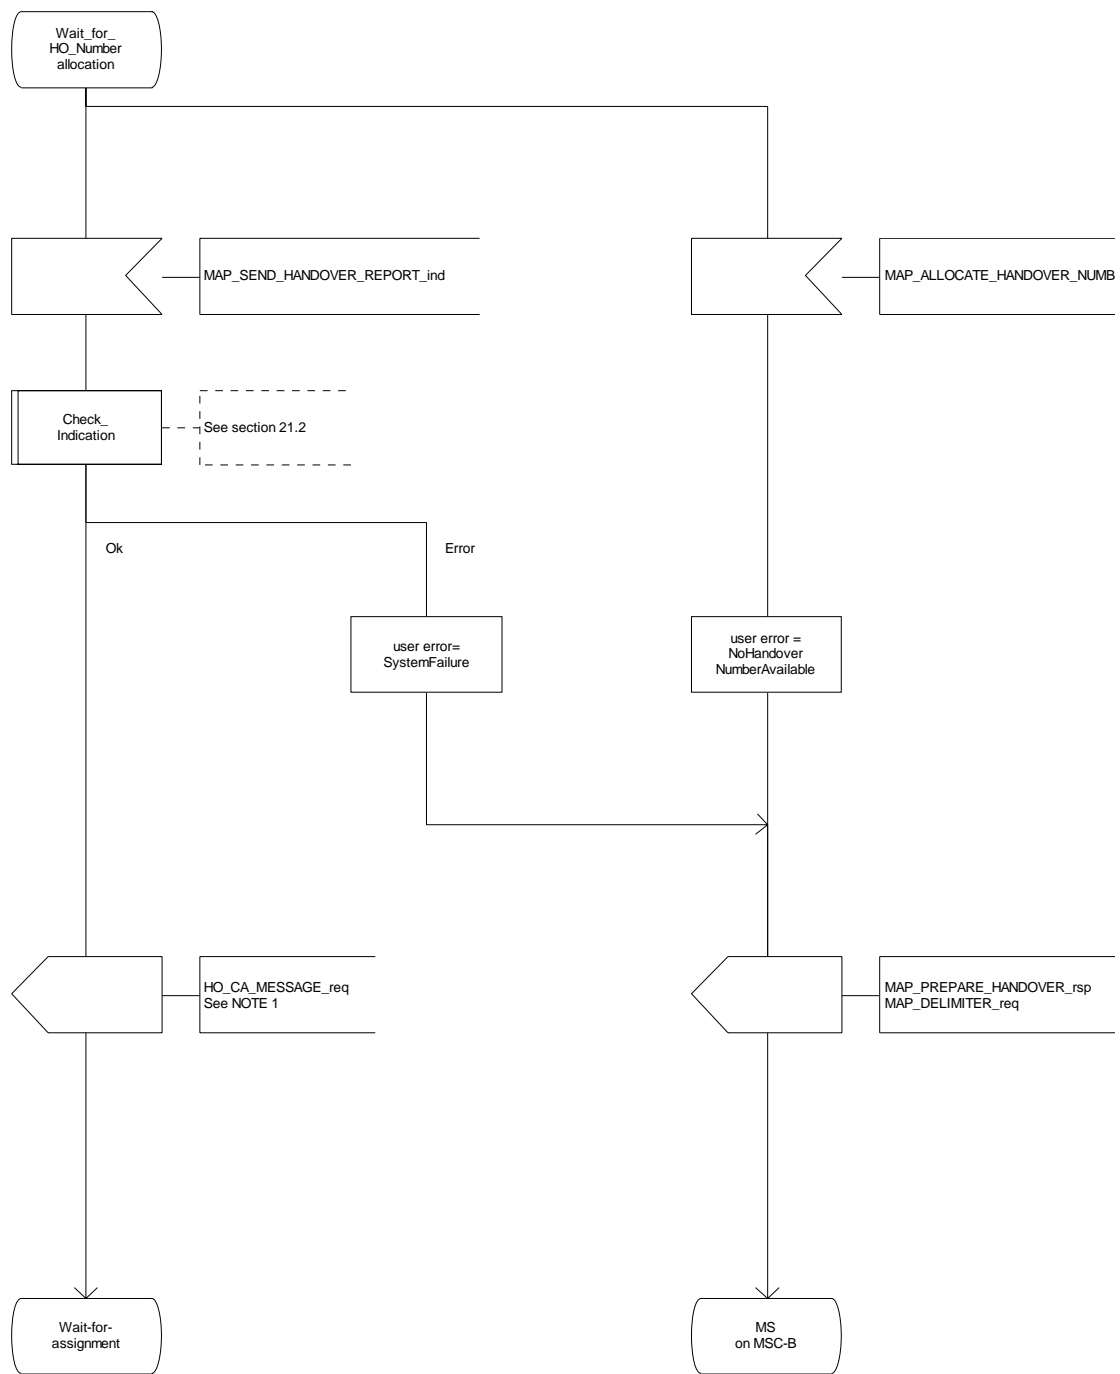 Wait_for_
HO_Number
allocation
MAP_SEND_HANDOVER_REPORT_ind
MAP_ALLOCATE_HANDOVER_NUMB
Check_
Indication
See section 21.2
Ok
Error
user error=
SystemFailure
user error =
NoHandover
NumberAvailable
HO_CA_MESSAGE_req
See NOTE 1
MAP_PREPARE_HANDOVER_rsp
MAP_DELIMITER_req
Wait-for-
assignment
MS
on MSC-B